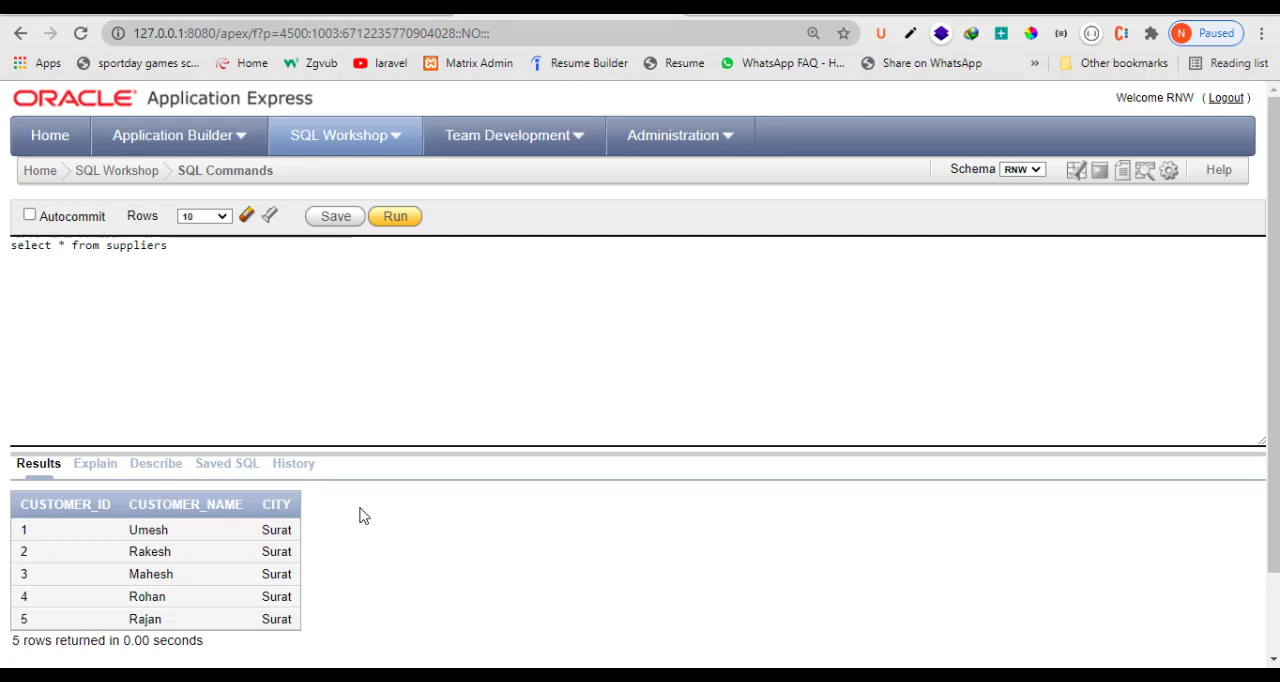 127.0.0.1:8080/apex/f?p=4500:1003:6712235770904028::NO:::
U
N Paused
Apps sportday games sc... Home Zgvub laravel Matrix Admin Resume Builder Resume WhatsApp FAQ - H... Share on WhatsApp » Other bookmarks Reading list
ORACLE Application Express
Welcome RNW ( Logout )
Home Application Builder SQL Workshop Team Development Administration
Home SQL Workshop SQL Commands
Schema RNW Help
Autocommit Rows 10 Save Run
select * from suppliers
Results Explain Describe Saved SQL History
CUSTOMER_ID CUSTOMER_NAME CITY
1 Umesh Surat
2 Rakesh Surat
3 Mahesh Surat
4 Rohan Surat
5 Rajan Surat
5 rows returned in 0.00 seconds